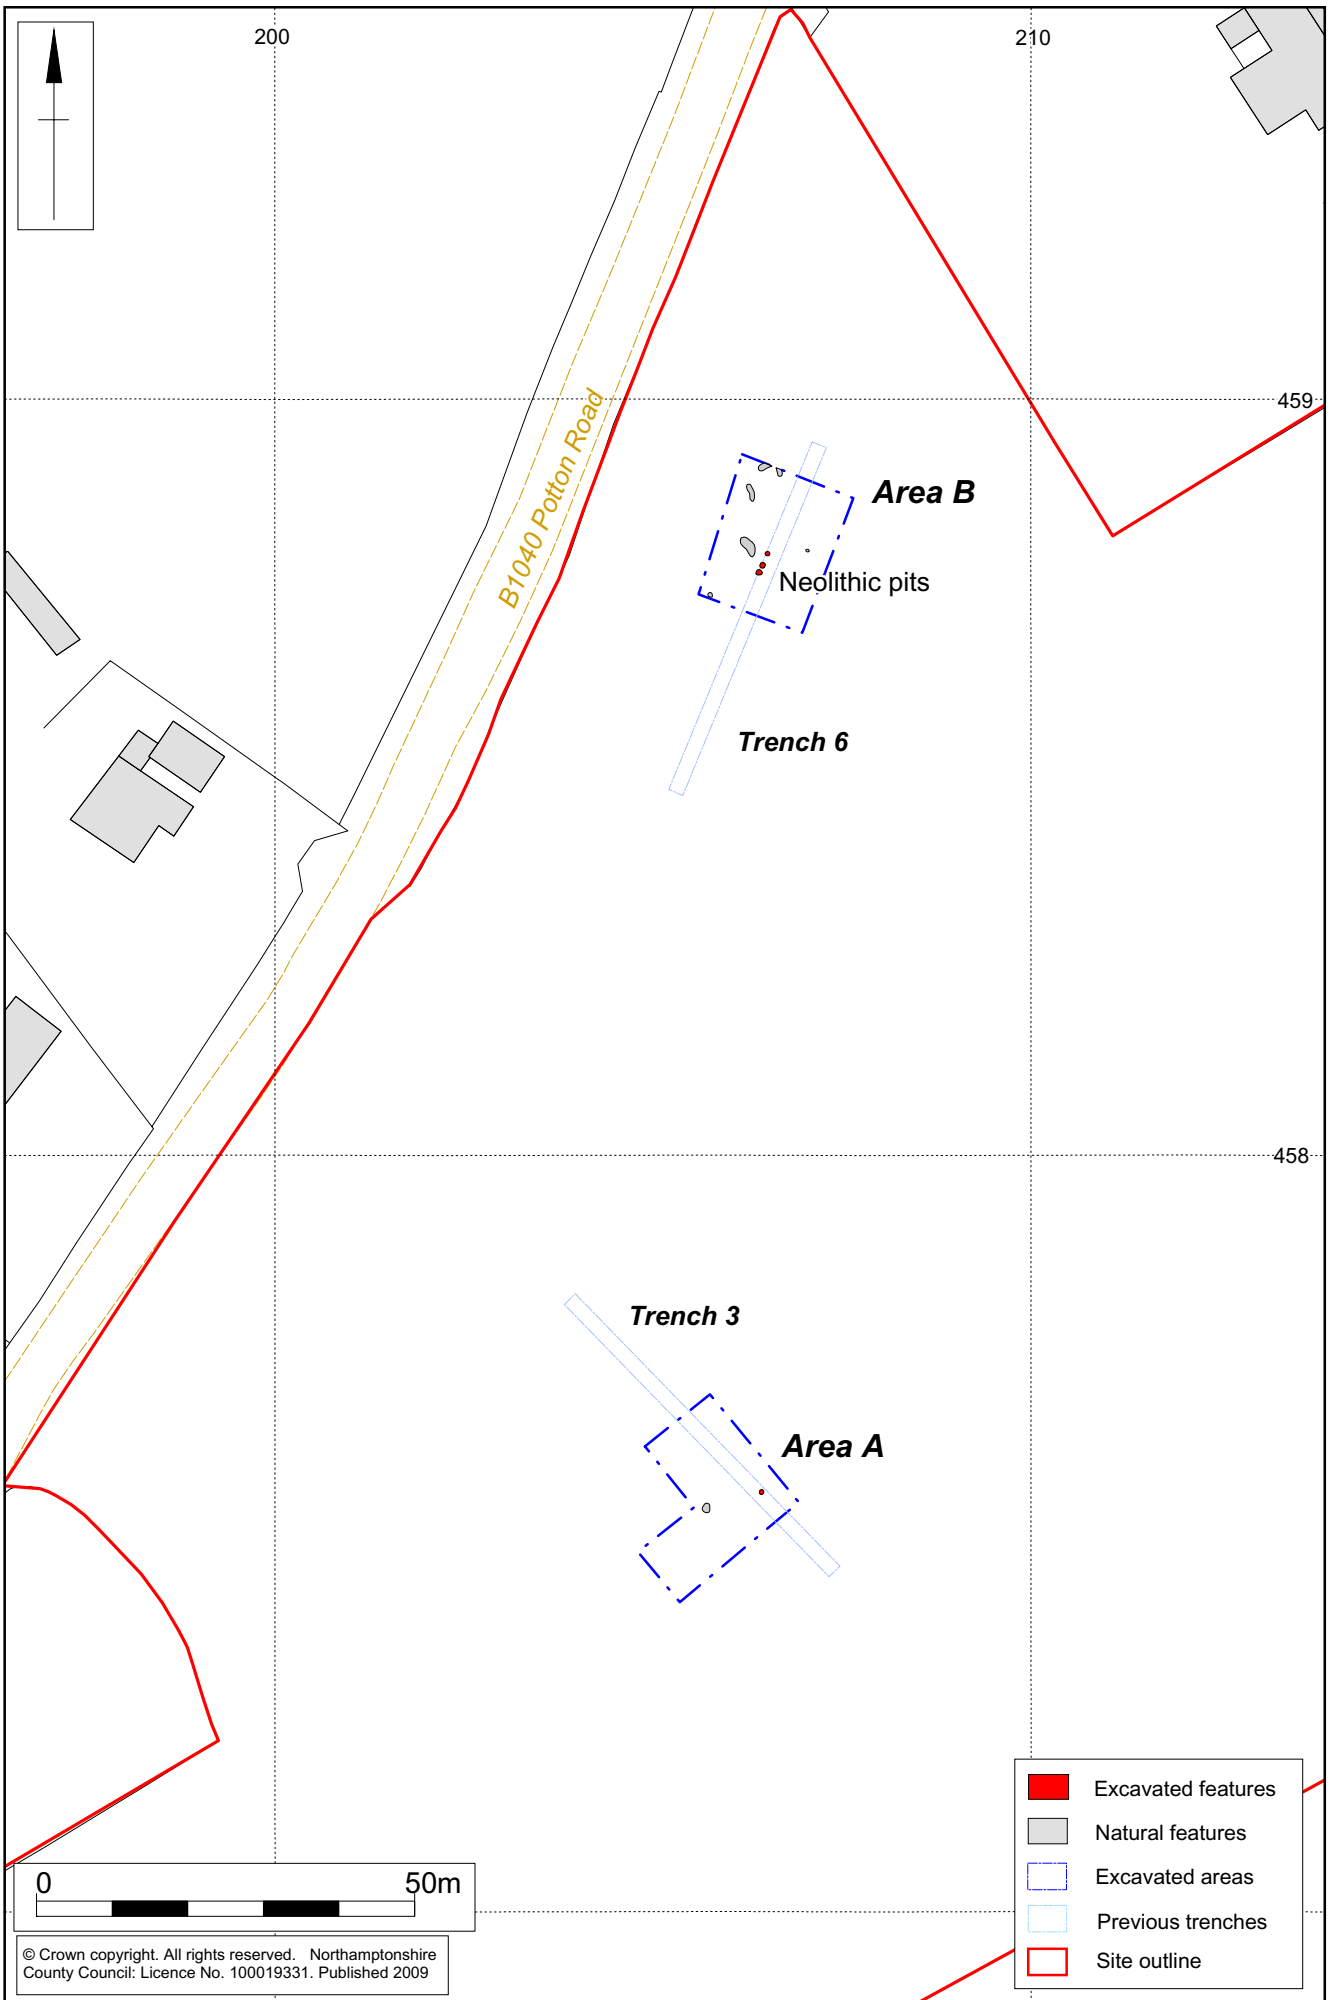 200
210
459
B1040 Potton Road
Area B
Neolithic pits
Trench 6
458
Trench 3
Area A
Excavated features
Natural features
Excavated areas
Previous trenches
Site outline
0 50m
© Crown copyright. All rights reserved. Northamptonshire
County Council: Licence No. 100019331. Published 2009